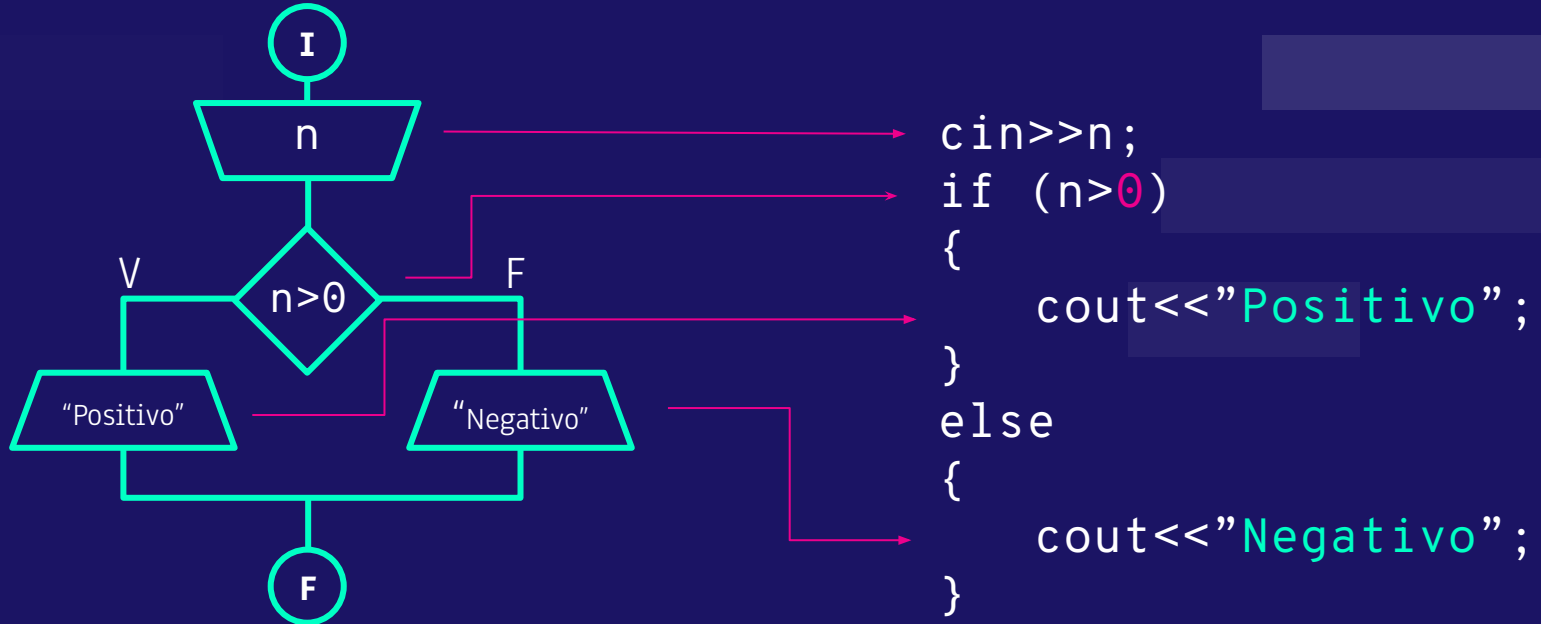 I
n
V
n>0
F
“Positivo”
“Negativo”
F
cin>>n;
if (n>0)
{
cout<<”Positivo”;
}
else
{
cout<<”Negativo”;
}